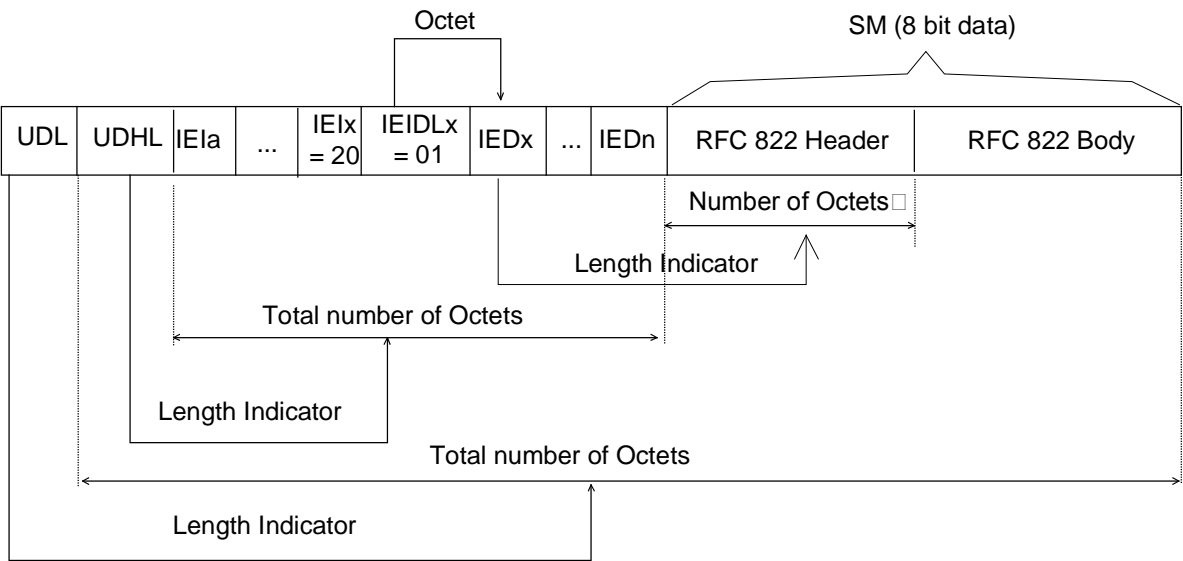 Octet
SM (8 bit data)
UDL UDHL IEIa ... IEIx = 20 IEIDLx = 01 IEDx ... IEDn RFC 822 Header RFC 822 Body
Number of Octets□
Length Indicator
Total number of Octets
Length Indicator
Total number of Octets
Length Indicator